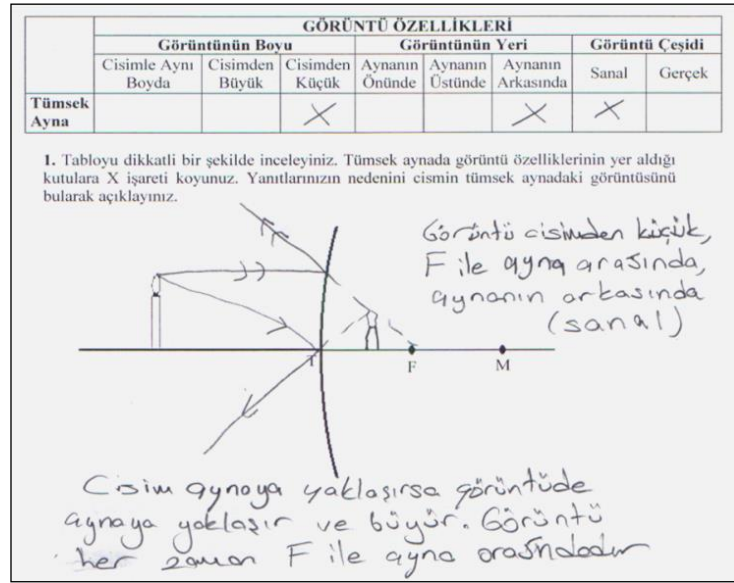 GÖRÜNTÜ ÖZELLİKLERİ
Görüntünün Boyu Görüntünün Yeri Görüntü Çeşidi
Cisimle Aynı Boyda Cisimden Büyük Cisimden Küçük Aynanın Önünde Aynanın Üstünde Aynanın Arkasında Sanal Gerçek
Tümsek Ayna X X X
1. Tabloyu dikkatli bir şekilde inceleyiniz. Tümsek aynada görüntü özelliklerinin yer aldığı
kutulara X işareti koyunuz. Yanıtlarınızın nedenini cismin tümsek aynadaki görüntüsünü
bularak açıklayınız.
Görüntü cisimden küçük,
F ile ayna arasında,
aynanın arkasında
(sanal)
T F M
Cisim aynaya yaklaşırsa görüntüde
aynaya yaklaşır ve büyür. Görüntü
her zaman F ile ayna arasındadır